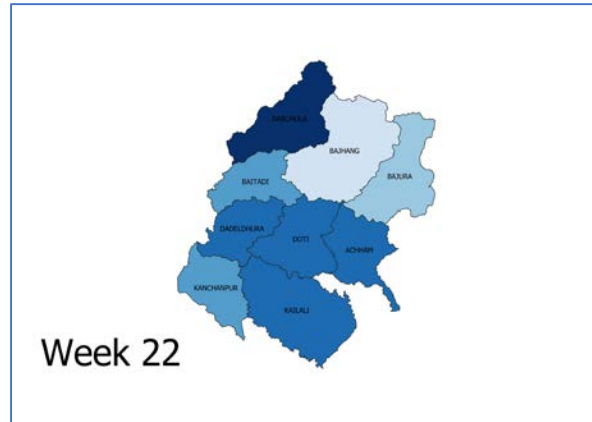 DARCHULA
BAJHANG
BAJURA
BAITADI
DADELDHURA
DOTI
ACHHAM
KANCHANPUR
KAILALI
Week 22